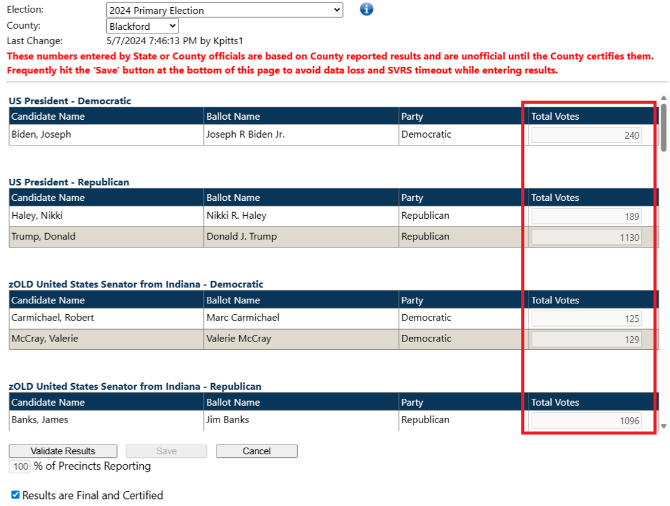 Election: 2024 Primary Election
County: Blackford
Last Change: 5/7/2024 7:46:13 PM by Kpitts1
These numbers entered by State or County officials are based on County reported results and are unofficial until the County certifies them.
Frequently hit the 'Save' button at the bottom of this page to avoid data loss and SVRS timeout while entering results.
US President - Democratic
Candidate Name Ballot Name Party Total Votes
Biden, Joseph Joseph R Biden Jr. Democratic 240
US President - Republican
Candidate Name Ballot Name Party Total Votes
Haley, Nikki Nikki R. Haley Republican 189
Trump, Donald Donald J. Trump Republican 1130
zOLD United States Senator from Indiana - Democratic
Candidate Name Ballot Name Party Total Votes
Carmichael, Robert Marc Carmichael Democratic 125
McCray, Valerie Valerie McCray Democratic 129
zOLD United States Senator from Indiana - Republican
Candidate Name Ballot Name Party Total Votes
Banks, James Jim Banks Republican 1096
Validate Results Save Cancel
100 % of Precincts Reporting
Results are Final and Certified